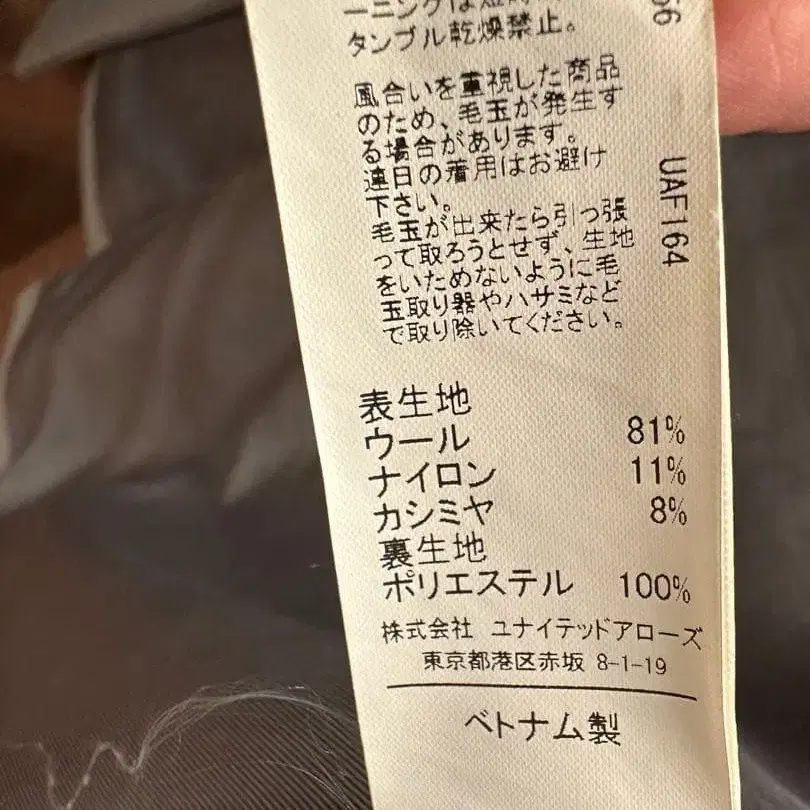 ーニングは短時
タンブル乾燥禁止。
風合いを重視した商品
のため、毛玉が発生す
る場合があります。
連日の着用はお避け
下さい。
毛玉が出来たら引っ張
って取ろうとせず、生地
をいためないように毛
玉取り器やハサミなど
で取り除いてください。
表生地
ウール 81%
ナイロン 11%
カシミヤ 8%
裏生地
ポリエステル 100%
株式会社 ユナイテッドアローズ
東京都港区赤坂 8-1-19
ベトナム製
66
UAF164